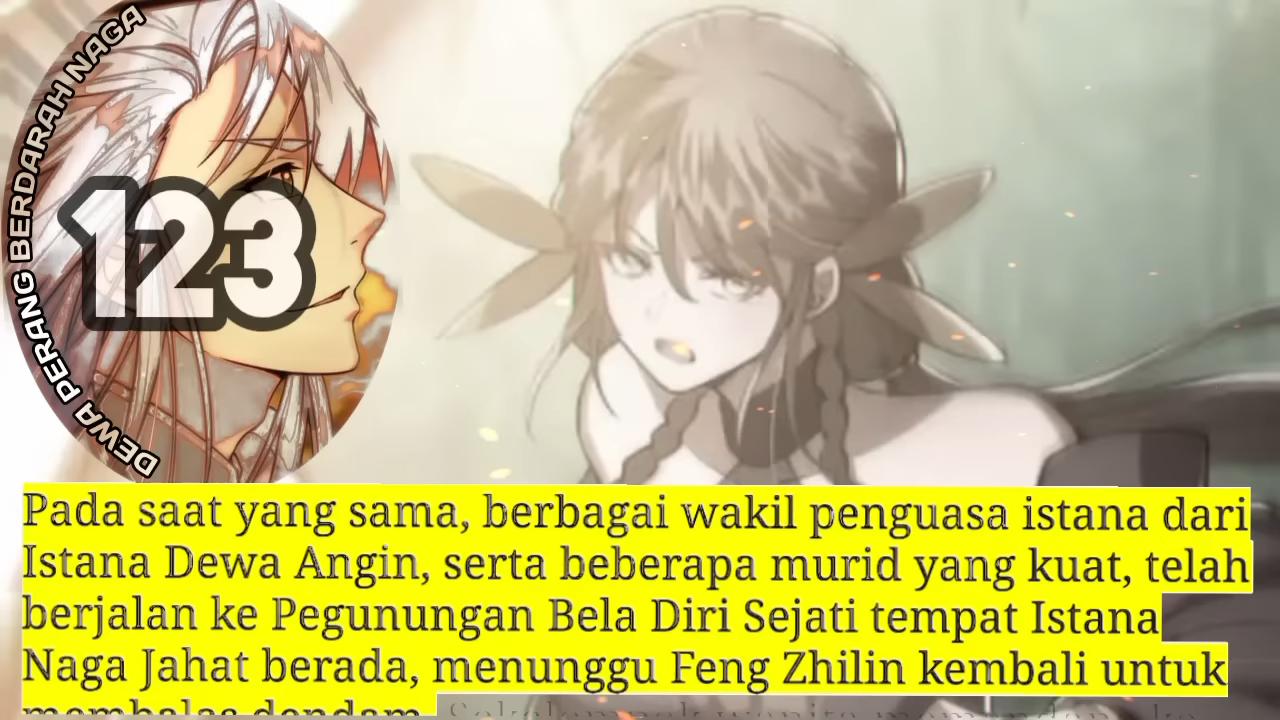 DEWA PERANG BERDARAH NAGA
123
Pada saat yang sama, berbagai wakil penguasa istana dari
Istana Dewa Angin, serta beberapa murid yang kuat, telah
berjalan ke Pegunungan Bela Diri Sejati tempat Istana
Naga Jahat berada, menunggu Feng Zhilin kembali untuk
membalas dendam.